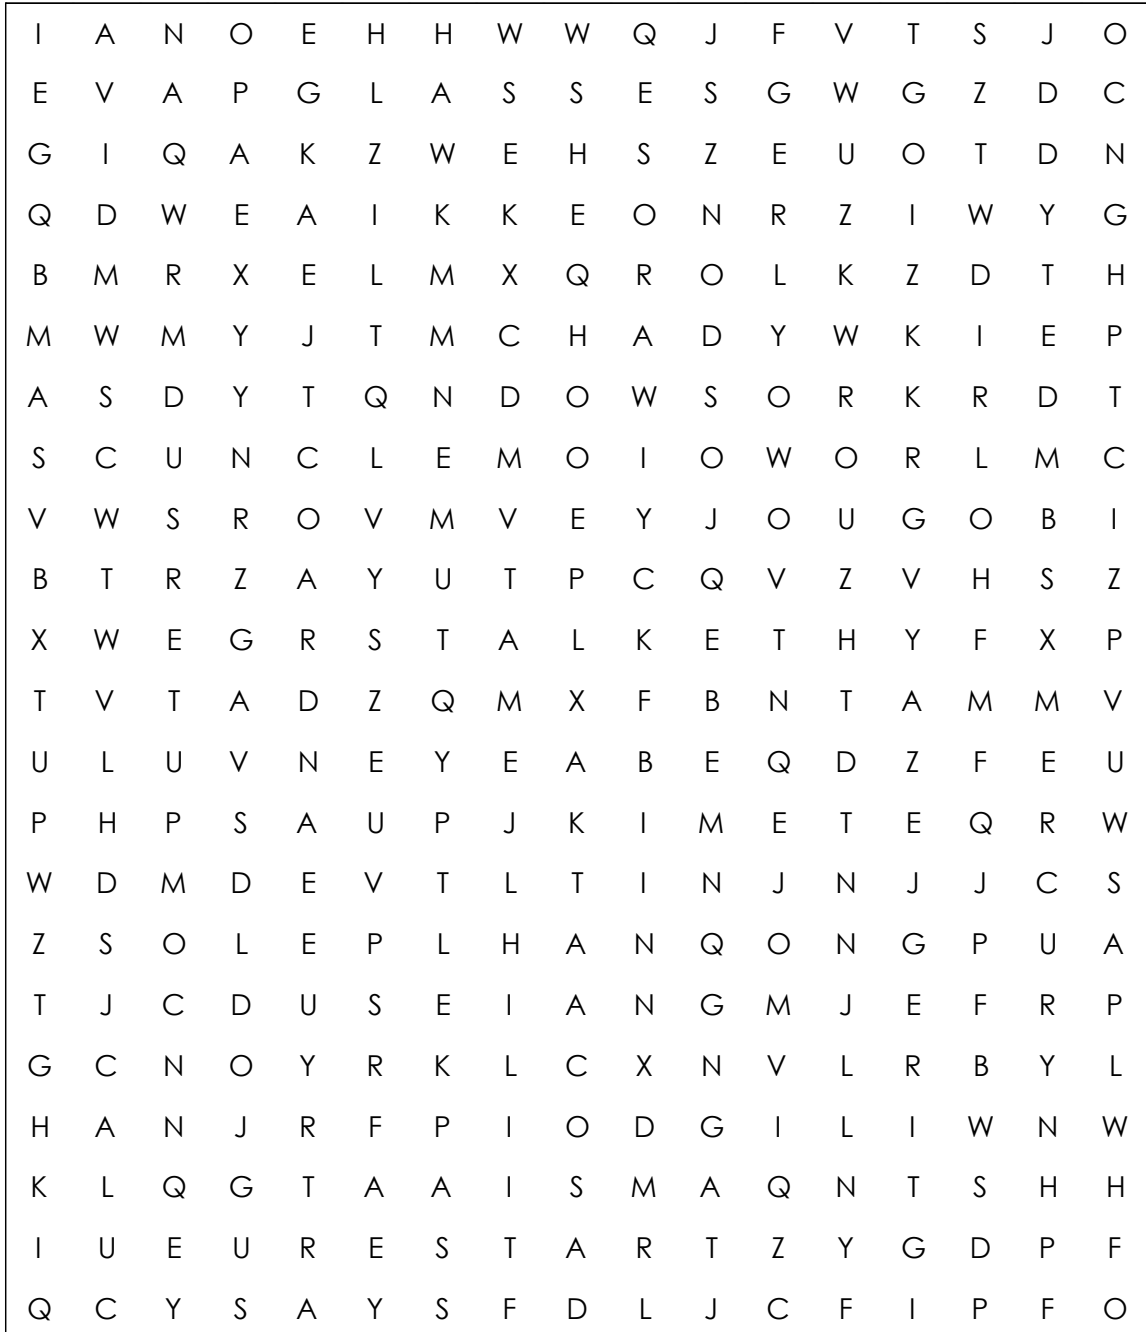 I A N O E H H W W Q J F V T S J O
E V A P G L A S S E S G W G Z D C
G I Q A K Z W E H S Z E U O T D N
Q D W E A I K K E O N R Z I W Y G
B M R X E L M X Q R O L K Z D T H
M W M Y J T M C H A D Y W K I E P
A S D Y T Q N D O W S O R K R D T
S C U N C L E M O I O W O R L M C
V W S R O V M V E Y J O U G O B I
B T R Z A Y U T P C Q V Z V H S Z
X W E G R S T A L K E T H Y F X P
T V T A D Z Q M X F B N T A M M V
U L U V N E Y E A B E Q D Z F E U
P H P S A U P J K I M E T E Q R W
W D M D E V T L T I N J N J J C S
Z S O L E P L H A N Q O N G P U A
T J C D U S E I A N G M J E F R P
G C N O Y R K L C X N V L R B Y L
H A N J R F P I O D G I L I W N W
K L Q G T A A I S M A Q N T S H H
I U E U R E S T A R T Z Y G D P F
Q C Y S A Y S F D L J C F I P F O